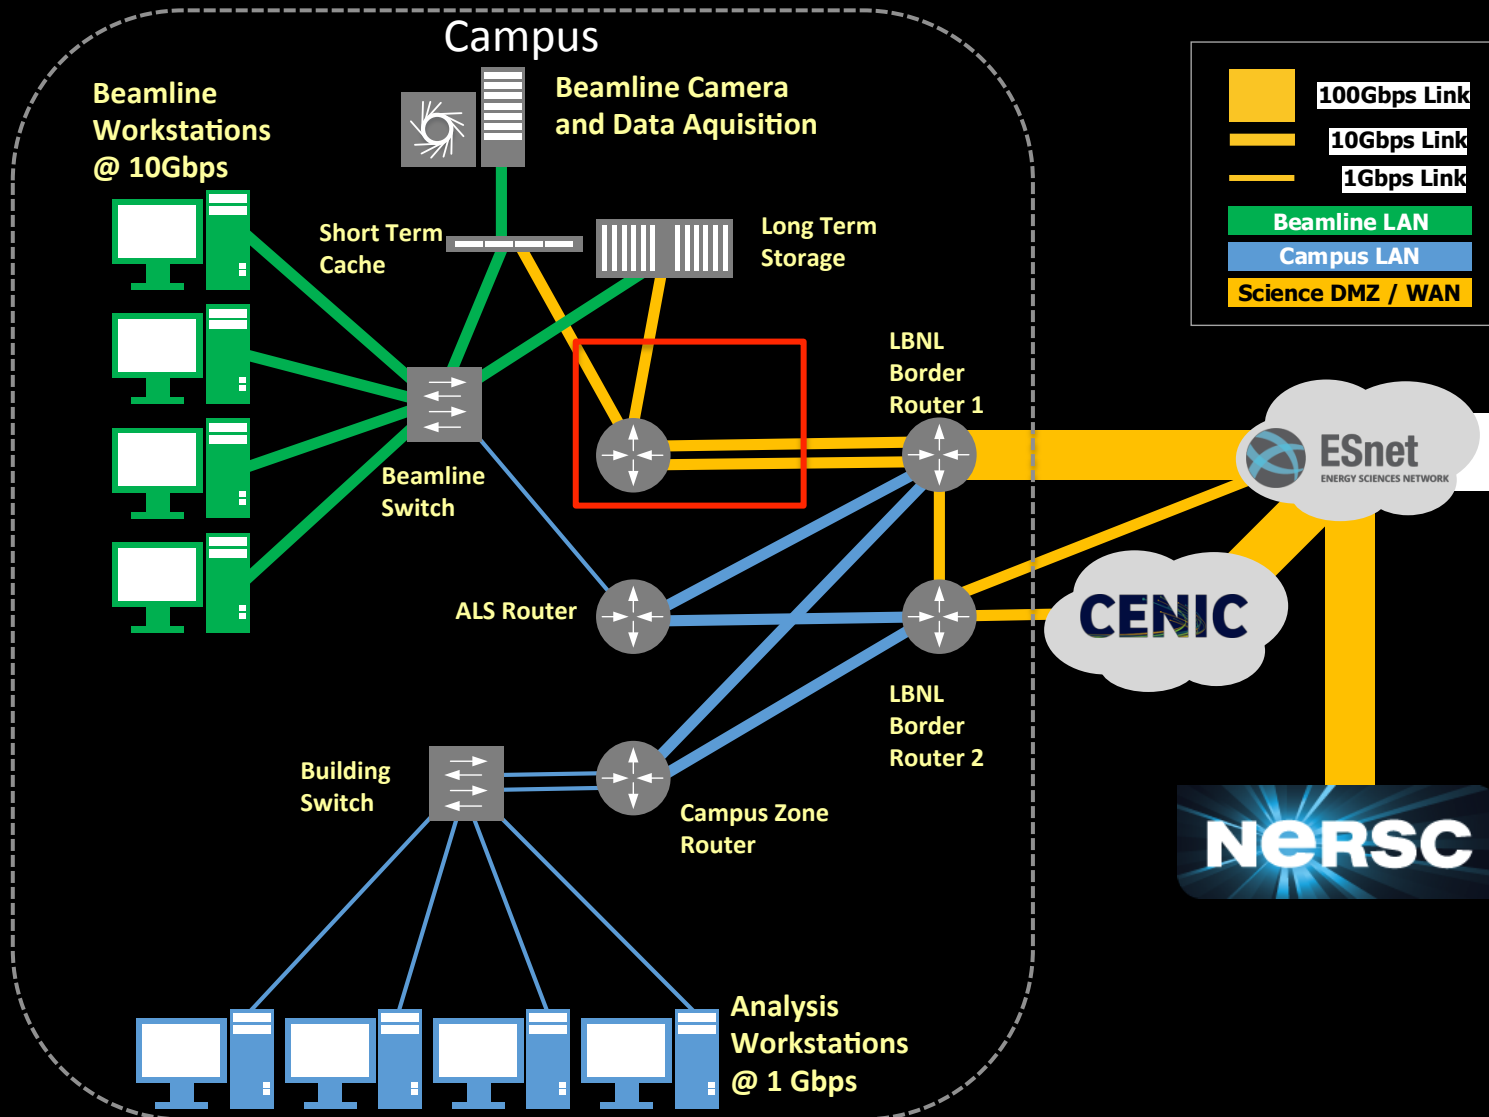 Campus
Beamline
Workstations
@ 10Gbps
Beamline Camera
and Data Aquisition
Short Term
Cache
Long Term
Storage
100Gbps Link
10Gbps Link
1Gbps Link
Beamline LAN
Campus LAN
Science DMZ / WAN
LBNL
Border
Router 1
Beamline
Switch
ESnet
ENERGY SCIENCES NETWORK
ALS Router
CENIC
LBNL
Border
Router 2
Building
Switch
Campus Zone
Router
NERSC
Analysis
Workstations
@ 1 Gbps